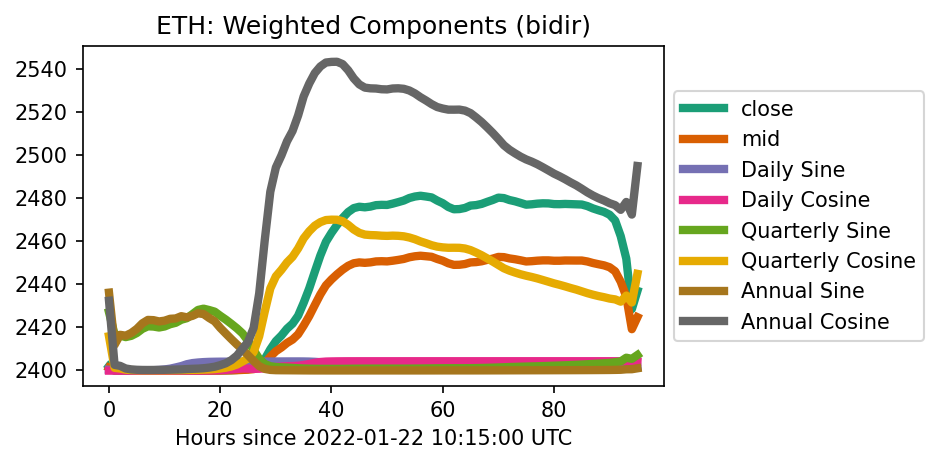 ETH: Weighted Components (bidir)
2540
2520
2500
2480
2460
2440
2420
2400
0 20 40 60 80
Hours since 2022-01-22 10:15:00 UTC
close
mid
Daily Sine
Daily Cosine
Quarterly Sine
Quarterly Cosine
Annual Sine
Annual Cosine